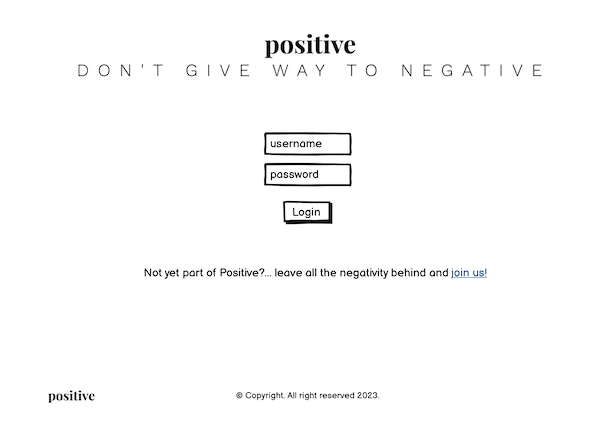 positive
DON'T GIVE WAY TO NEGATIVE
username
password
Login
Not yet part of Positive?... leave all the negativity behind and join us!
positive
© Copyright. All right reserved 2023.